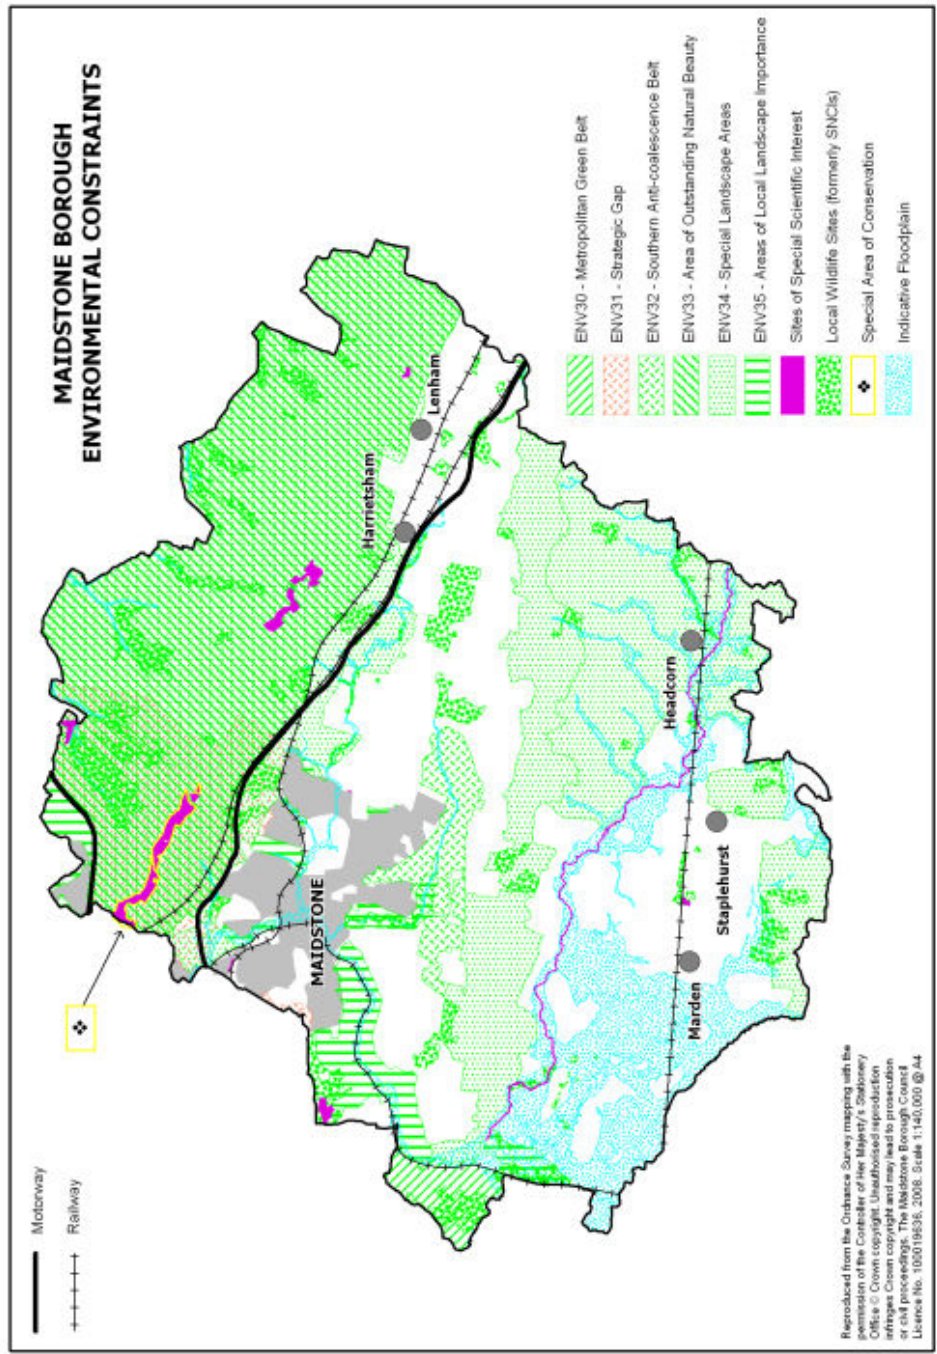 MAIDSTONE BOROUGH
ENVIRONMENTAL CONSTRAINTS
Motorway
Railway
MAIDSTONE
Harrietsham
Lenham
Headcorn
Staplehurst
Marden
ENV30 - Metropolitan Green Belt
ENV31 - Strategic Gap
ENV32 - Southern Anti-coalescence Belt
ENV33 - Area of Outstanding Natural Beauty
ENV34 - Special Landscape Areas
ENV35 - Areas of Local Landscape Importance
Sites of Special Scientific Interest
Local Wildlife Sites (formerly SNCIs)
Special Area of Conservation
Indicative Floodplain
Reproduced from the Ordnance Survey mapping with the
permission of the Controller of Her Majesty's Stationery
Office © Crown copyright. Unauthorised reproduction
infringes Crown copyright and may lead to prosecution
or civil proceedings. The Maidstone Borough Council
Licence No. 100019636, 2008. Scale 1:140,000 @ A4